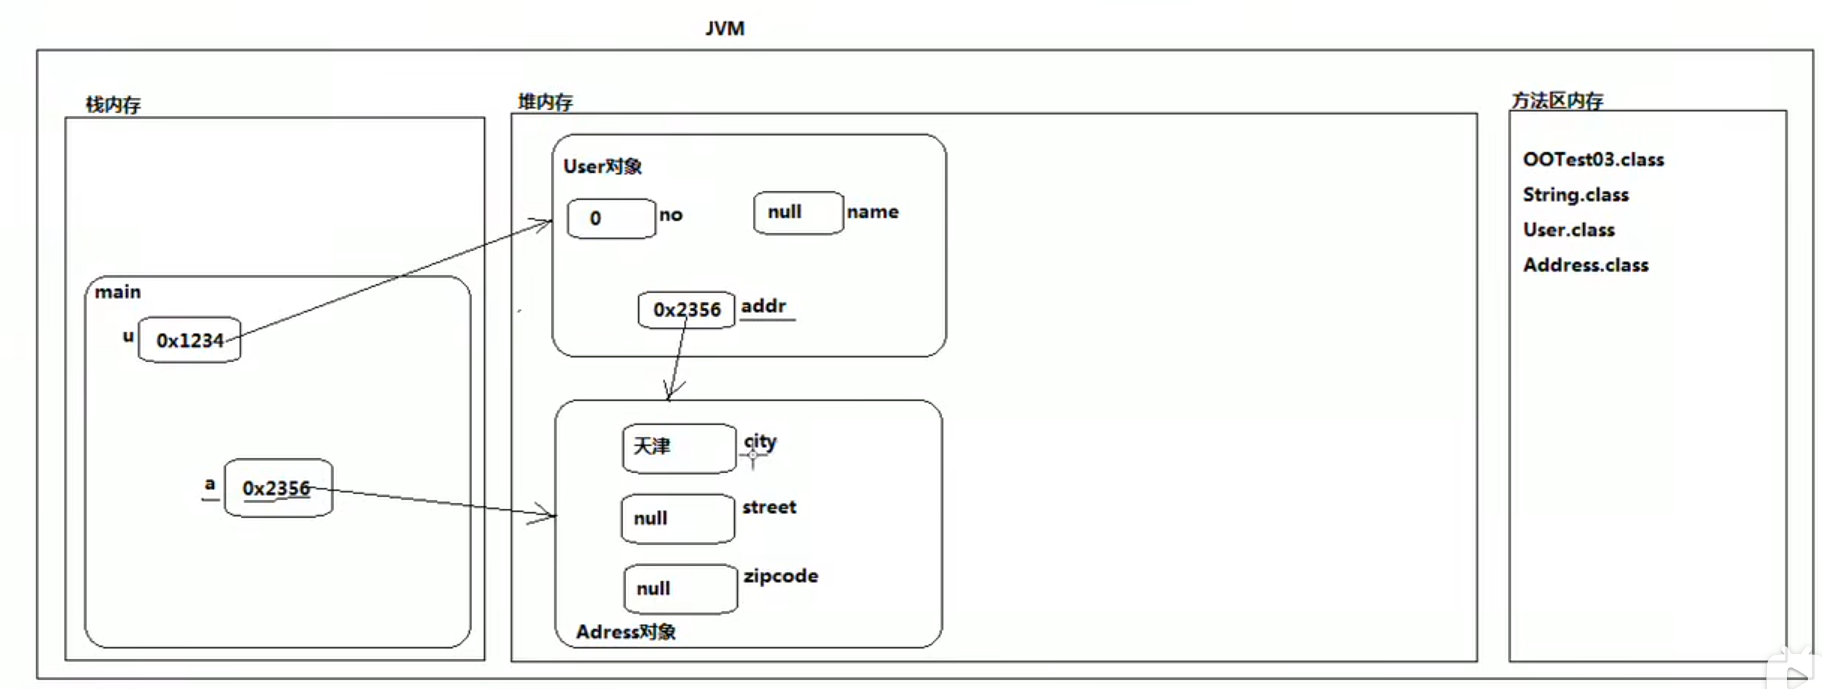 JVM
栈内存
堆内存
方法区内存
User对象
0
no
null
name
0x2356
addr
main
u
0x1234
a
0x2356
天津
city
null
street
null
zipcode
Adress对象
OOTest03.class
String.class
User.class
Address.class